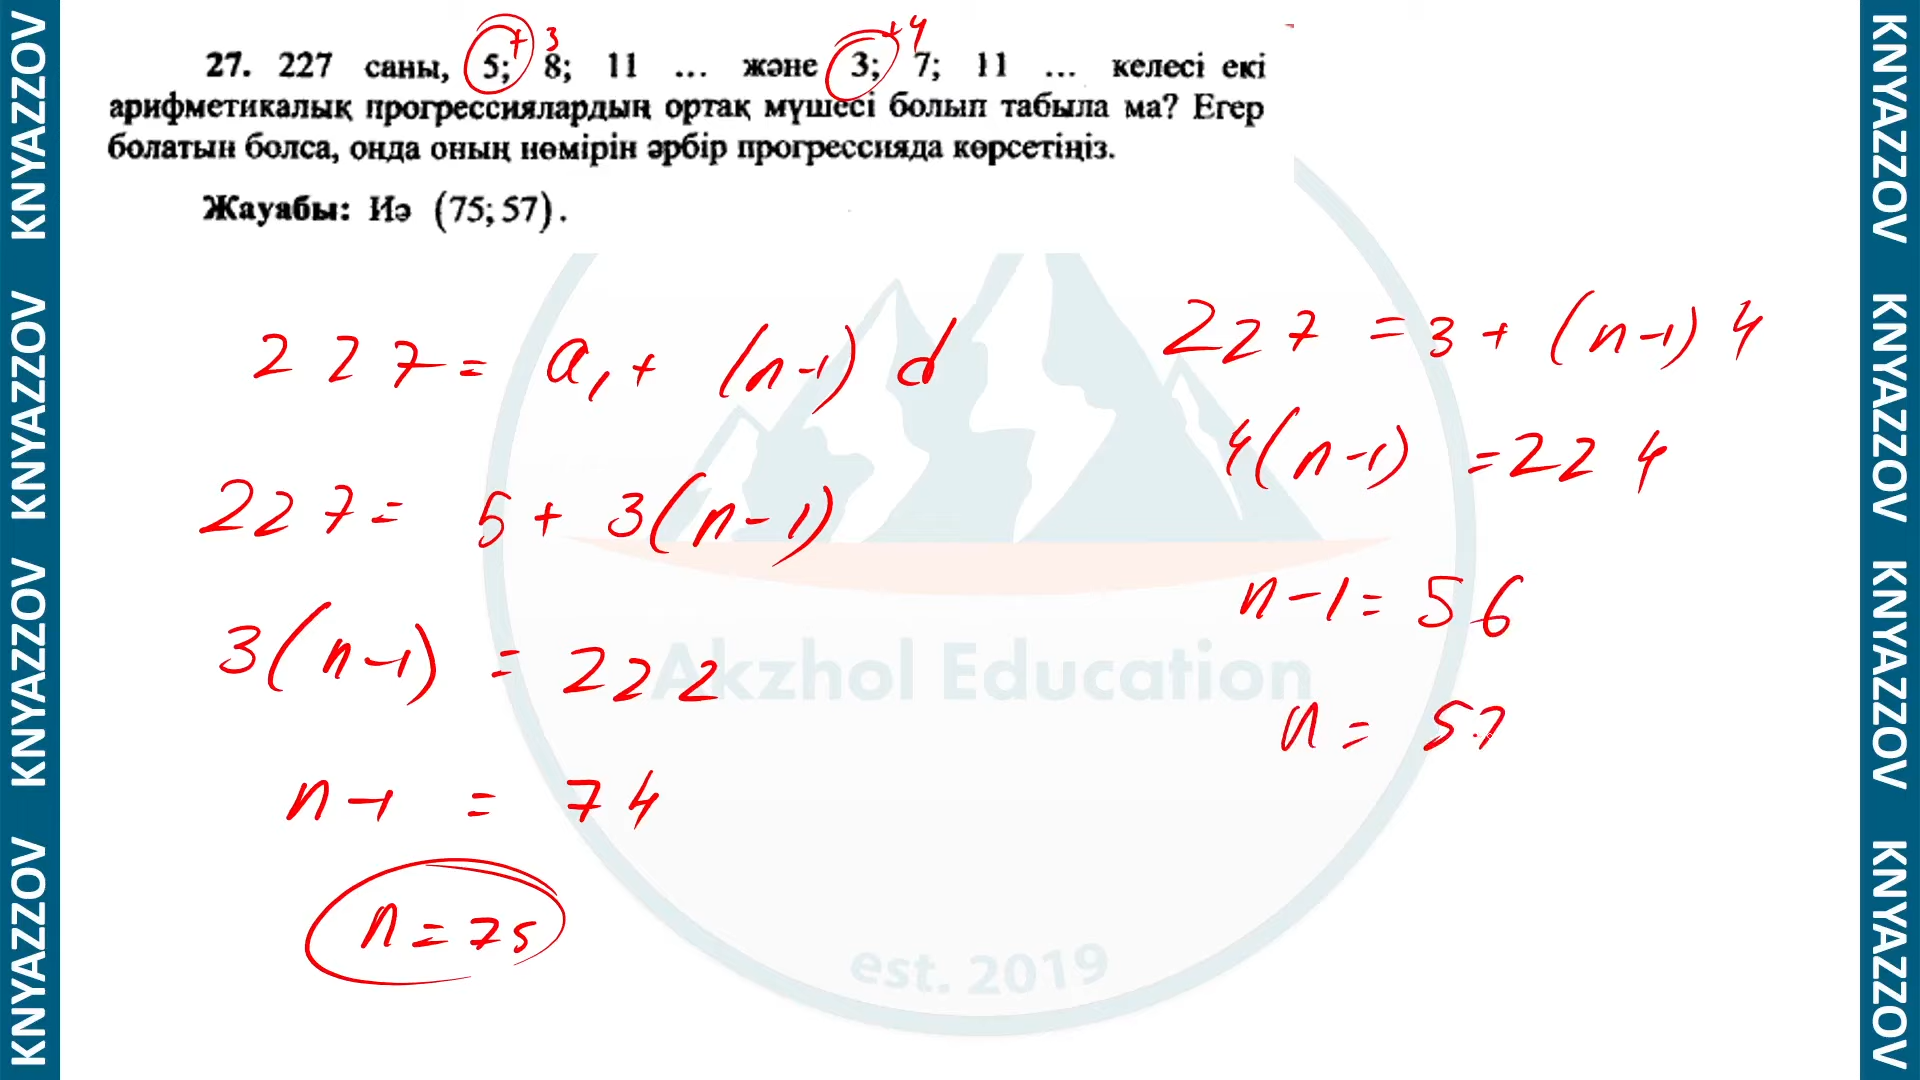 KNYAZZOV KNYAZZOV KNYAZZOV KNYAZZOV
+3
+4
27. 227 саны, 5; 8; 11 ... және 3; 7; 11 ... келесі екі
арифметикалық прогрессиялардың ортақ мүшесі болып табыла ма? Егер
болатын болса, онда оның нөмірін әрбір прогрессияда көрсетіңіз.
Жауабы: Иә (75; 57).
227 = a₁ + (n-1) d
227 = 5 + 3(n-1)
3(n-1) = 222
n-1 = 74
n = 75
227 = 3 + (n-1) 4
4(n-1) = 224
n-1 = 56
n = 57
Akzhol Education
est. 2019
KNYAZZOV KNYAZZOV KNYAZZOV KNYAZZOV